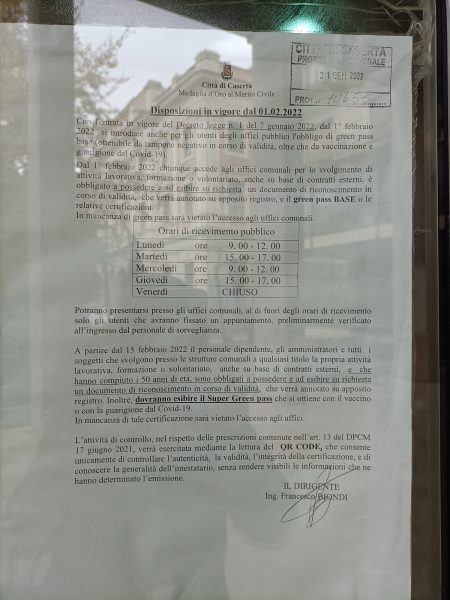 CITTÀ DI CASERTA
PROTOCOLLO GENERALE
31 GEN 2022
PROT. N. 10655
Città di Caserta
Medaglia d'Oro al Merito Civile
Disposizioni in vigore dal 01.02.2022
Con l'entrata in vigore del Decreto legge n. 1 del 7 gennaio 2022, dal 1° febbraio
2022 si introduce anche per gli utenti degli uffici pubblici l'obbligo di green pass
base (ottenibile da tampone negativo in corso di validità, oltre che da vaccinazione e
guarigione dal Covid-19).
Dal 1° febbraio 2022 chiunque accede agli uffici comunali per lo svolgimento di
attività lavorativa, formazione o volontariato, anche su base di contratti esterni, è
obbligato a possedere e ad esibire su richiesta un documento di riconoscimento in
corso di validità, che verrà annotato su apposito registro, e il green pass BASE o le
relative certificazioni.
In mancanza di green pass sarà vietato l'accesso agli uffici comunali.
Orari di ricevimento pubblico
Lunedì ore 9.00 - 12.00
Martedì ore 15.00 - 17.00
Mercoledì ore 9.00 - 12.00
Giovedì ore 15.00 - 17.00
Venerdì CHIUSO
Potranno presentarsi presso gli uffici comunali, al di fuori degli orari di ricevimento
solo gli utenti che avranno fissato un appuntamento, preliminarmente verificato
all'ingresso dal personale di sorveglianza.
A partire dal 15 febbraio 2022 il personale dipendente, gli amministratori e tutti i
soggetti che svolgono presso le strutture comunali a qualsiasi titolo la propria attività
lavorativa, formazione o volontariato, anche su base di contratti esterni, e che
hanno compiuto i 50 anni di età, sono obbligati a possedere e ad esibire su richiesta
un documento di riconoscimento in corso di validità, che verrà annotato su apposito
registro. Inoltre, dovranno esibire il Super Green pass che si ottiene con il vaccino
o con la guarigione dal Covid-19.
In mancanza di tale certificazione sarà vietato l'accesso agli uffici.
L'attività di controllo, nel rispetto delle prescrizioni contenute nell'art. 13 del DPCM
17 giugno 2021, verrà esercitata mediante la lettura del QR CODE, che consente
unicamente di controllare l'autenticità, la validità, l'integrità della certificazione, e di
conoscere la generalità dell'intestatario, senza rendere visibili le informazioni che ne
hanno determinato l'emissione.
IL DIRIGENTE
Ing. Francesco BIONDI